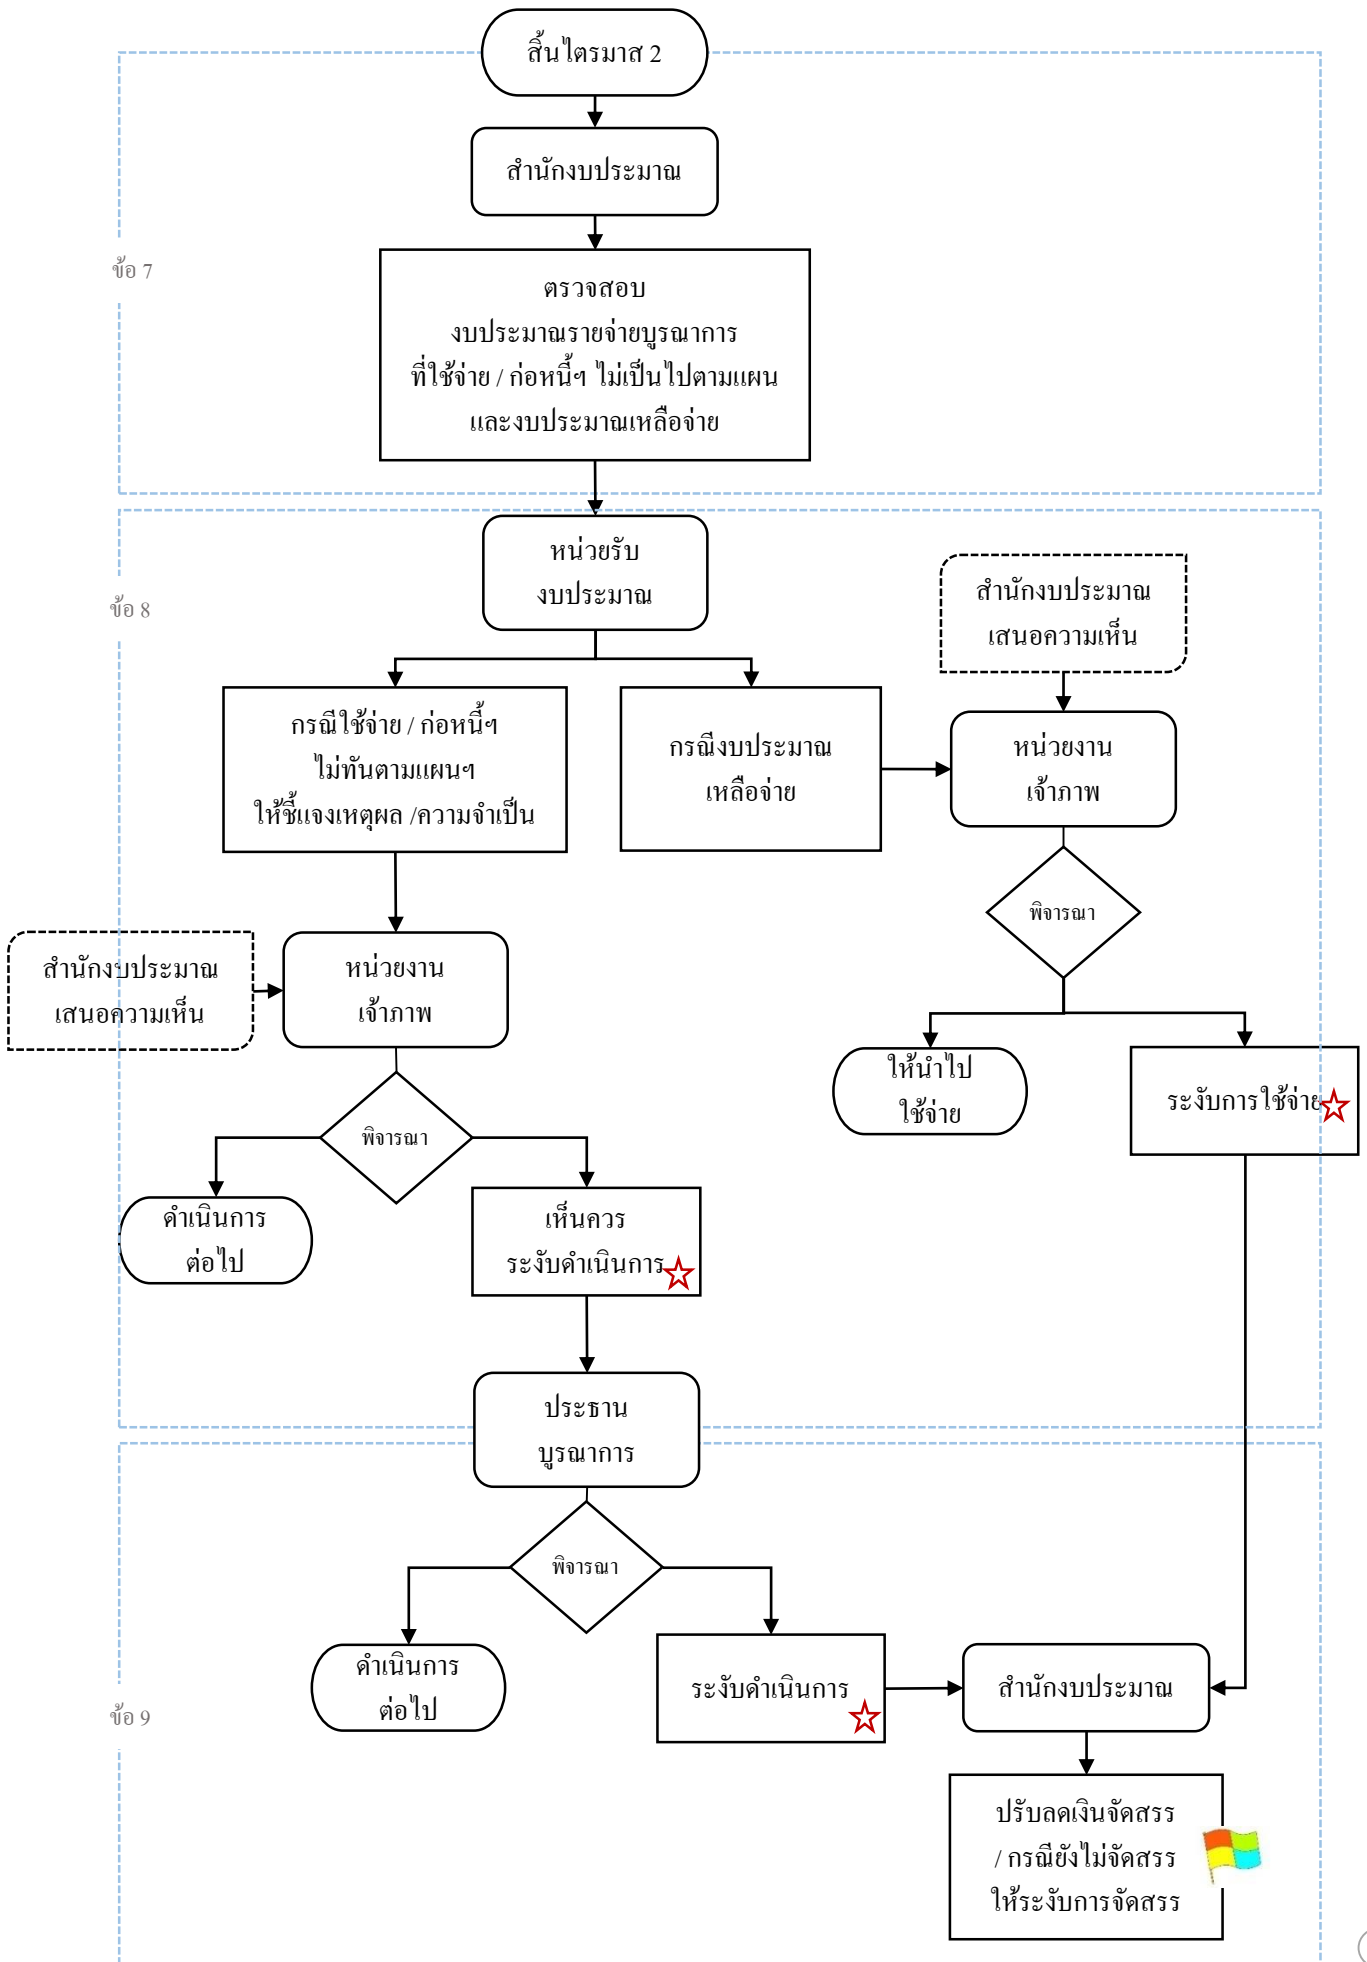 สิ้นไตรมาส 2
สำนักงบประมาณ
ข้อ 7
ตรวจสอบ
งบประมาณรายจ่ายบูรณาการ
ที่ใช้จ่าย / ก่อหนี้ฯ ไม่เป็นไปตามแผน
และงบประมาณเหลือจ่าย
หน่วยรับ
งบประมาณ
ข้อ 8
สำนักงบประมาณ
เสนอความเห็น
กรณีใช้จ่าย / ก่อหนี้ฯ
ไม่ทันตามแผนฯ
ให้ชี้แจงเหตุผล /ความจำเป็น
กรณีงบประมาณ
เหลือจ่าย
หน่วยงาน
เจ้าภาพ
พิจารณา
สำนักงบประมาณ
เสนอความเห็น
หน่วยงาน
เจ้าภาพ
ให้นำไป
ใช้จ่าย
ระงับการใช้จ่าย
พิจารณา
ดำเนินการ
ต่อไป
เห็นควร
ระงับดำเนินการ
ประธาน
บูรณาการ
พิจารณา
ดำเนินการ
ต่อไป
ระงับดำเนินการ
สำนักงบประมาณ
ข้อ 9
ปรับลดเงินจัดสรร
/ กรณียังไม่จัดสรร
ให้ระงับการจัดสรร